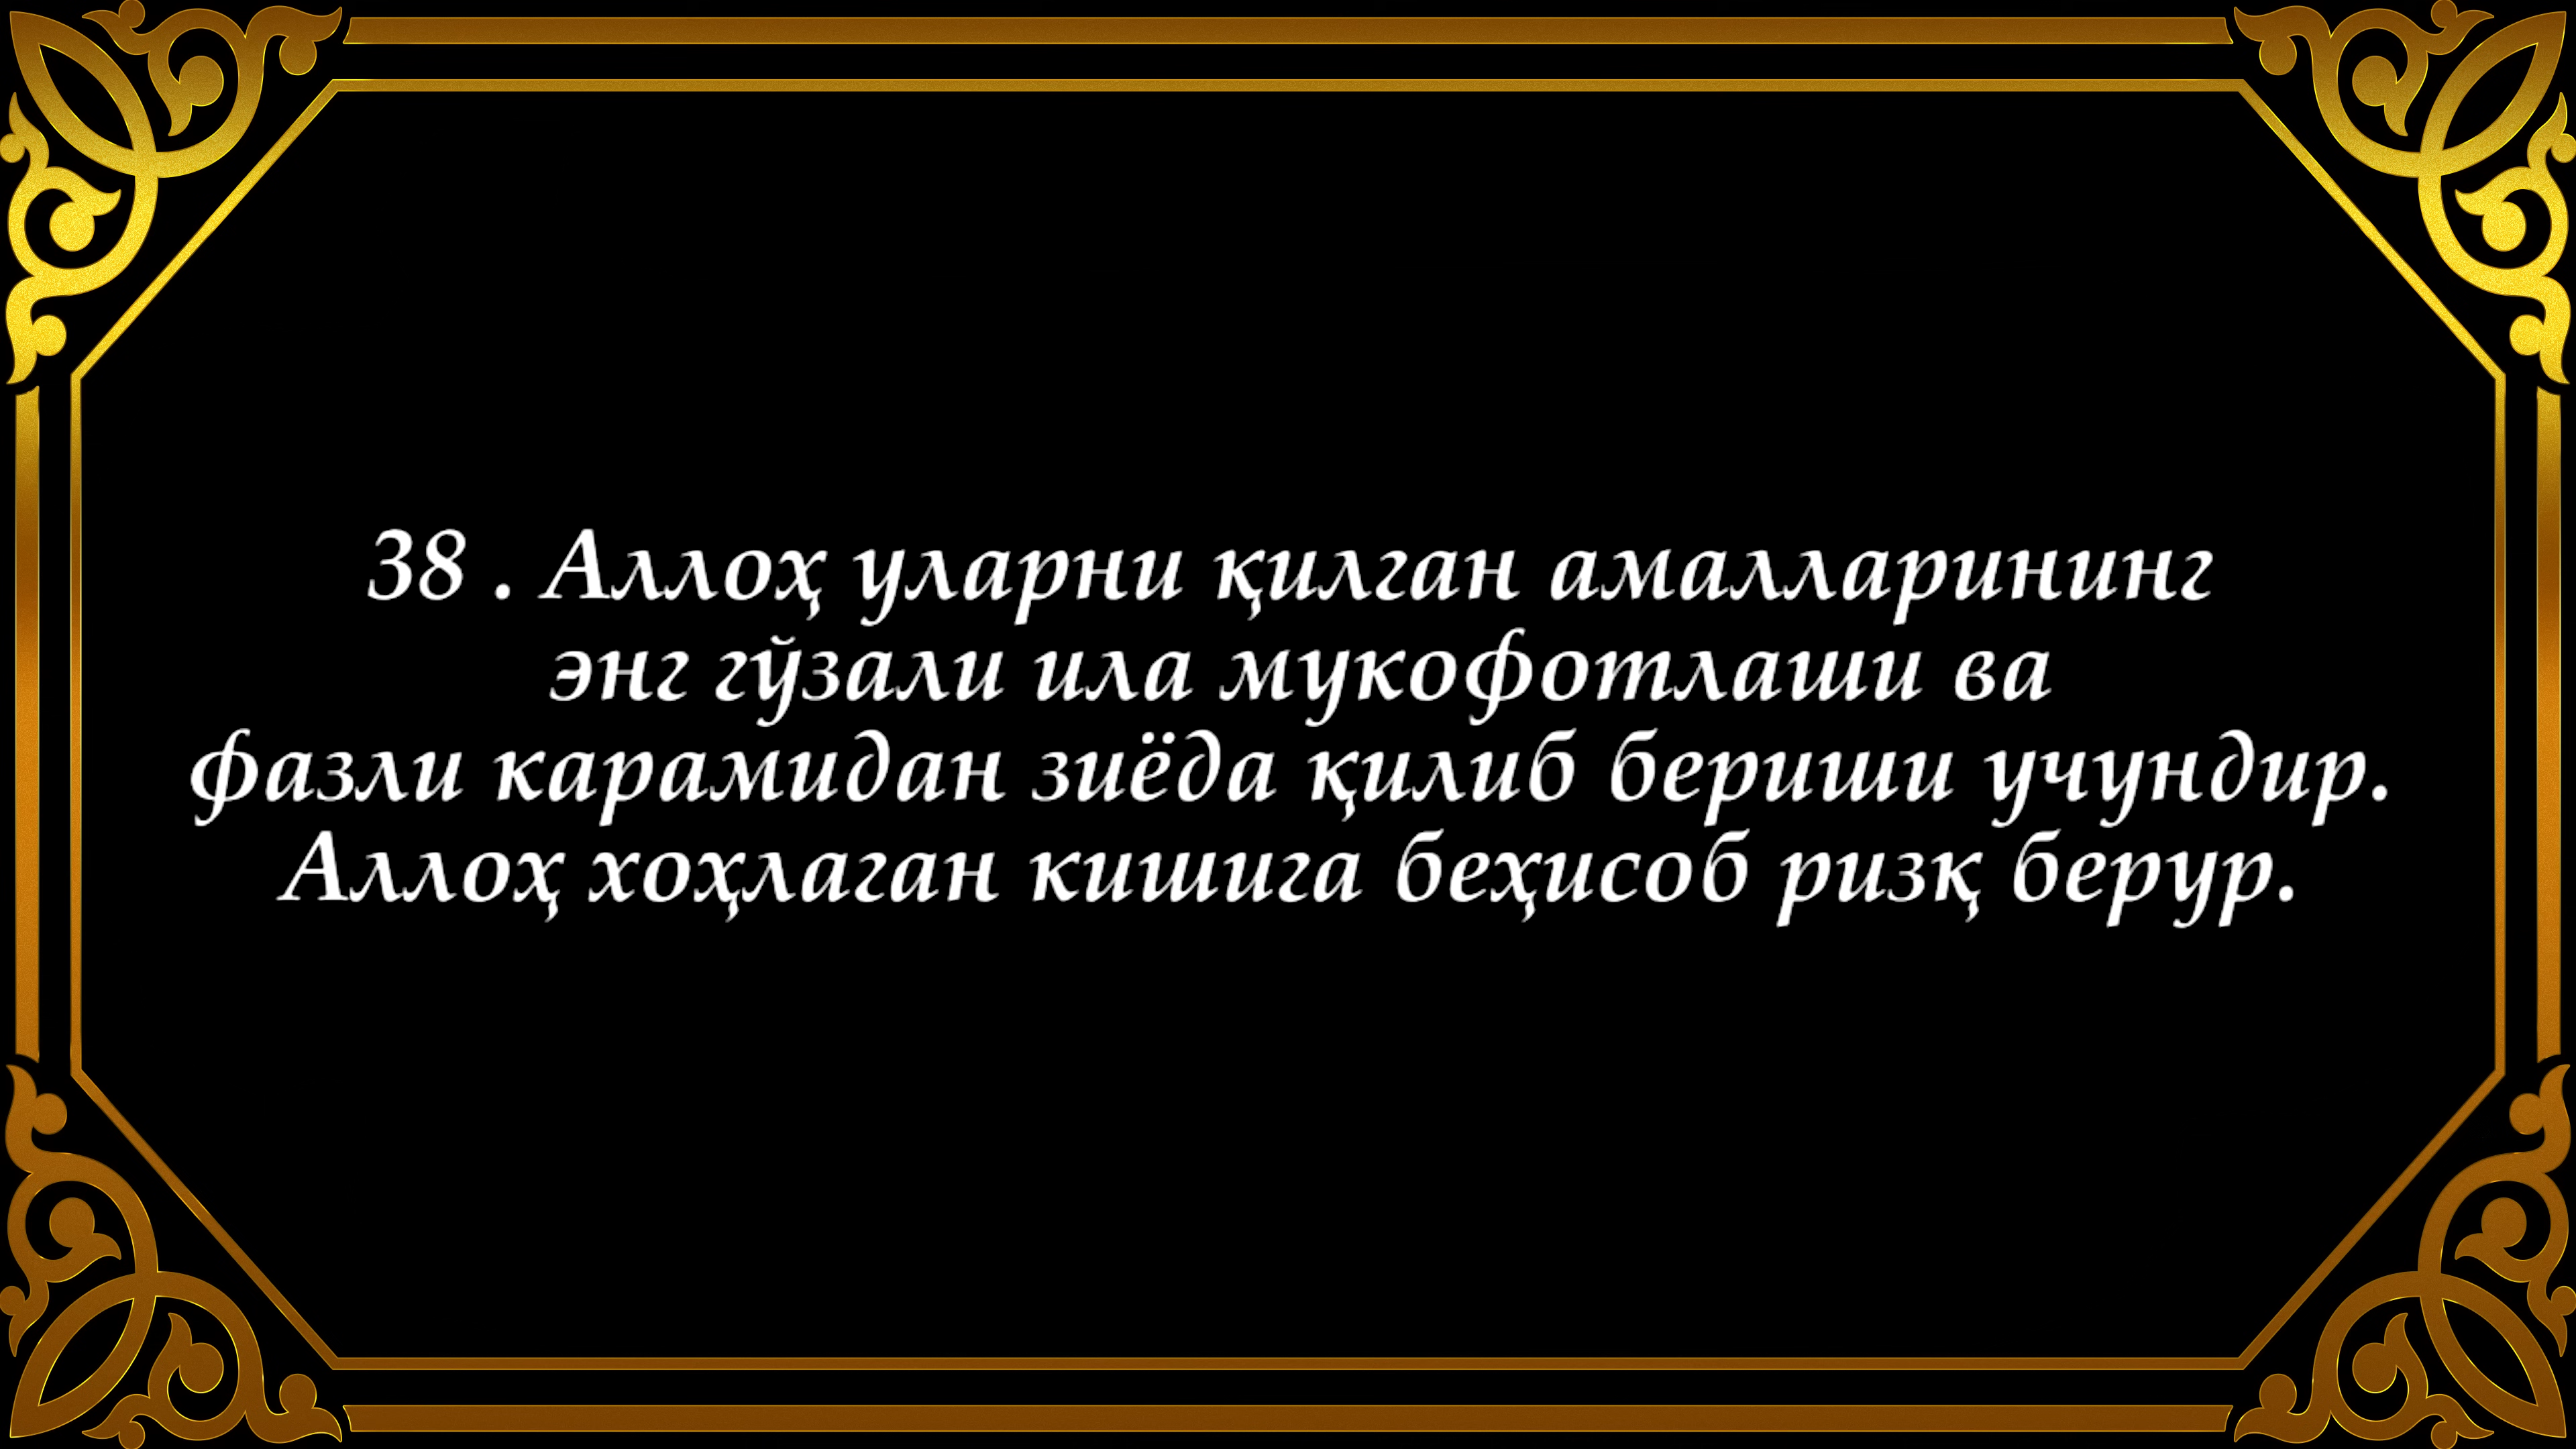 38 . Аллоҳ уларни қилган амалларининг
энг гўзали ила мукофотлаши ва
фазли карамидан зиёда қилиб бериши учундир.
Аллоҳ хоҳлаган кишига беҳисоб ризқ берур.